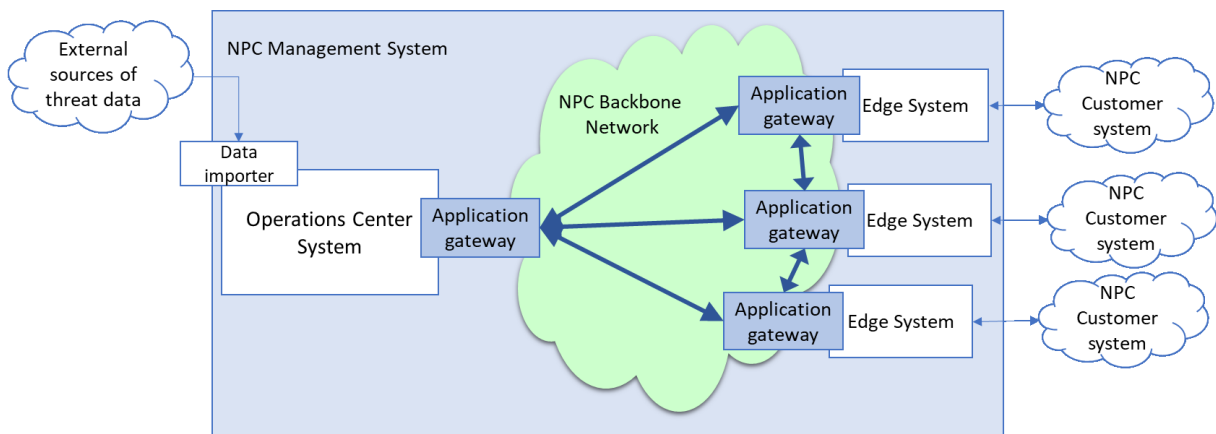 External
sources of
threat data
NPC Management System
Data
importer
Operations Center
System
Application
gateway
NPC Backbone
Network
Application
gateway
Edge System
Application
gateway
Edge System
Application
gateway
Edge System
NPC
Customer
system
NPC
Customer
system
NPC
Customer
system